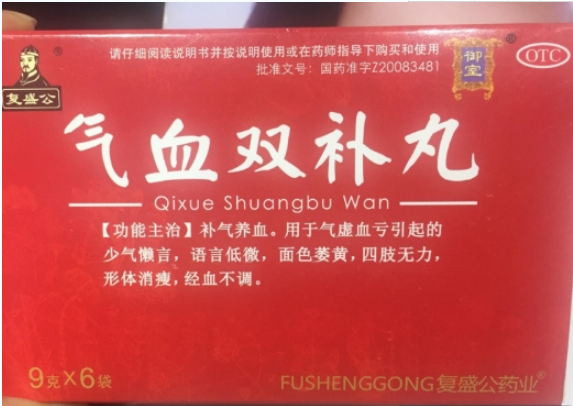 请仔细阅读说明书并按说明使用或在药师指导下购买和使用
批准文号：国药准字Z20083481
御室
OTC
复盛公
气血双补丸
Qixue Shuangbu Wan
【功能主治】补气养血。用于气虚血亏引起的
少气懒言，语言低微，面色萎黄，四肢无力，
形体消瘦，经血不调。
9克×6袋
FUSHENGGONG复盛公药业®